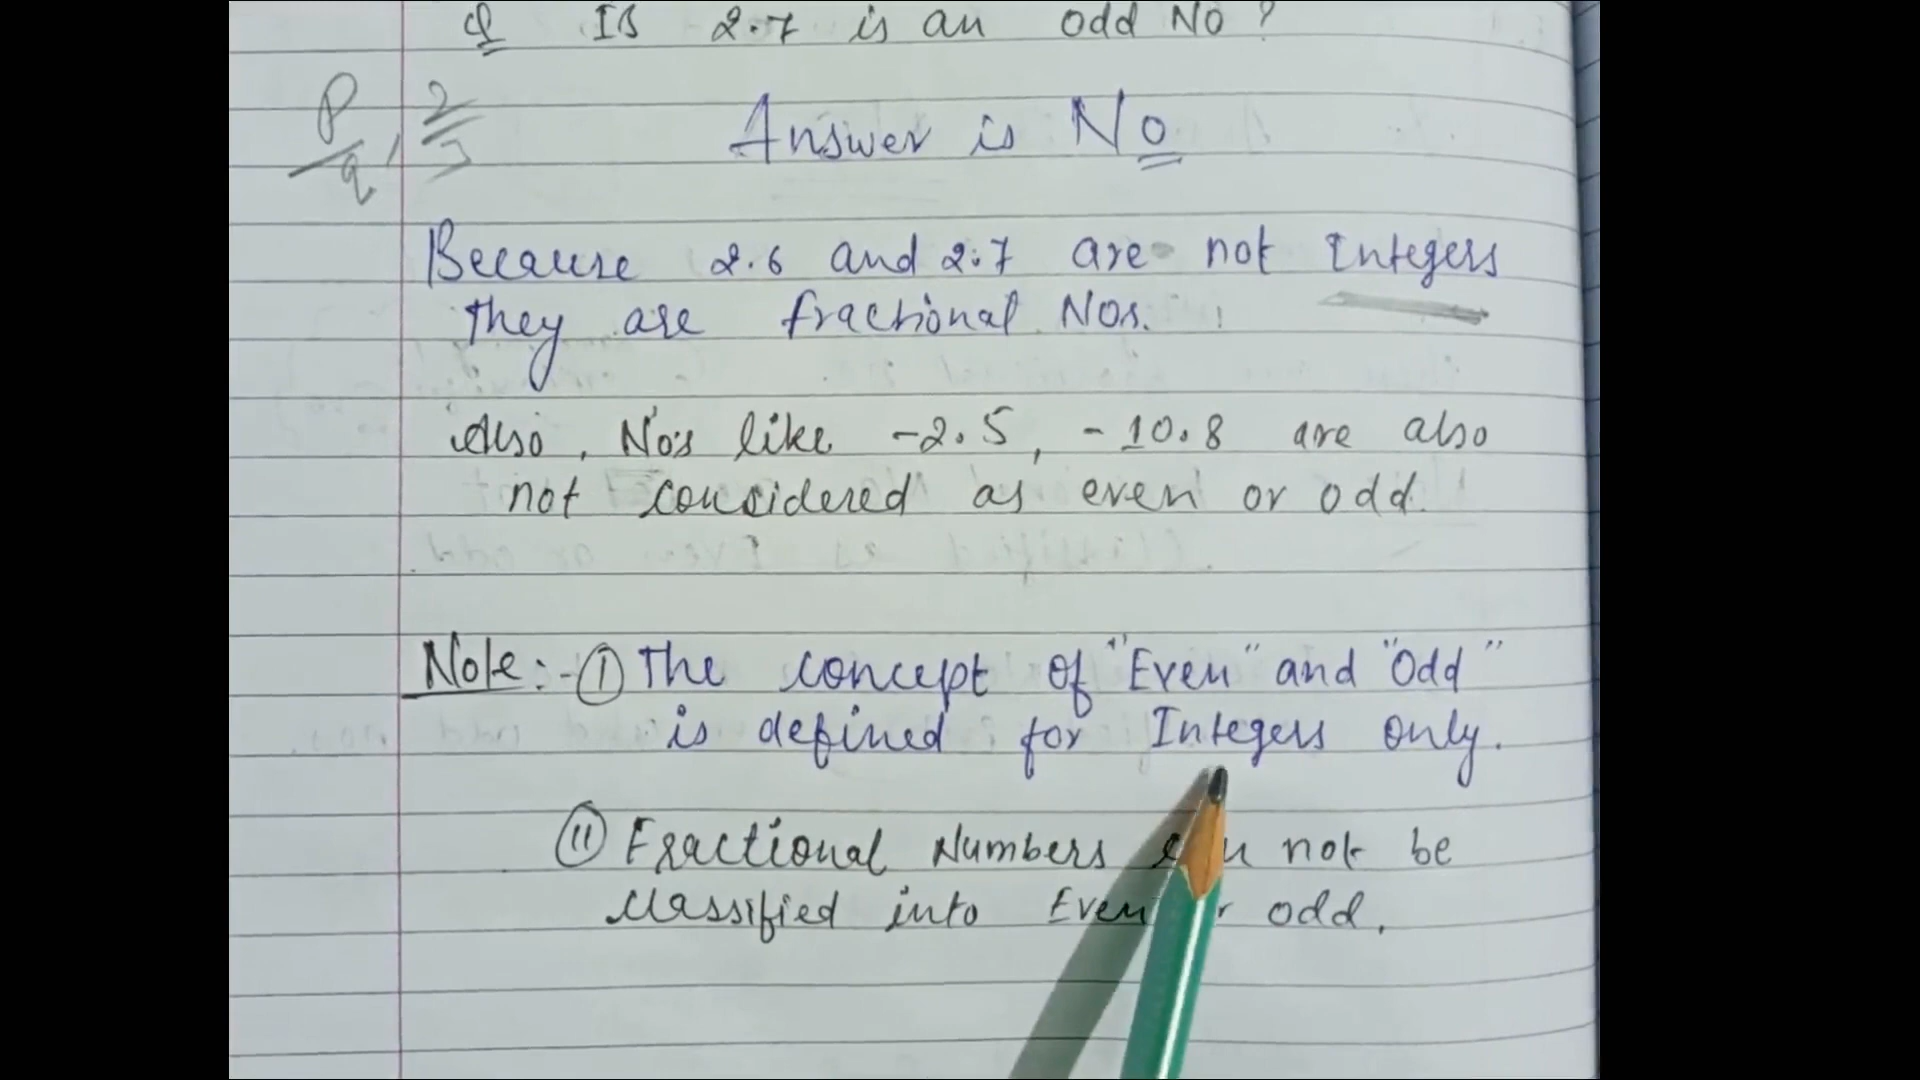 Q Is 2.7 is an odd No?
P/q, 2/3
Answer is No
Because 2.6 and 2.7 are not Integers
they are fractional Nos.
Also, No's like -2.5, -10.8 are also
not considered as even or odd.
Note:- (I) The concept of "Even" and "Odd"
is defined for Integers only.
(II) Fractional Numbers can not be
classified into Even or odd.